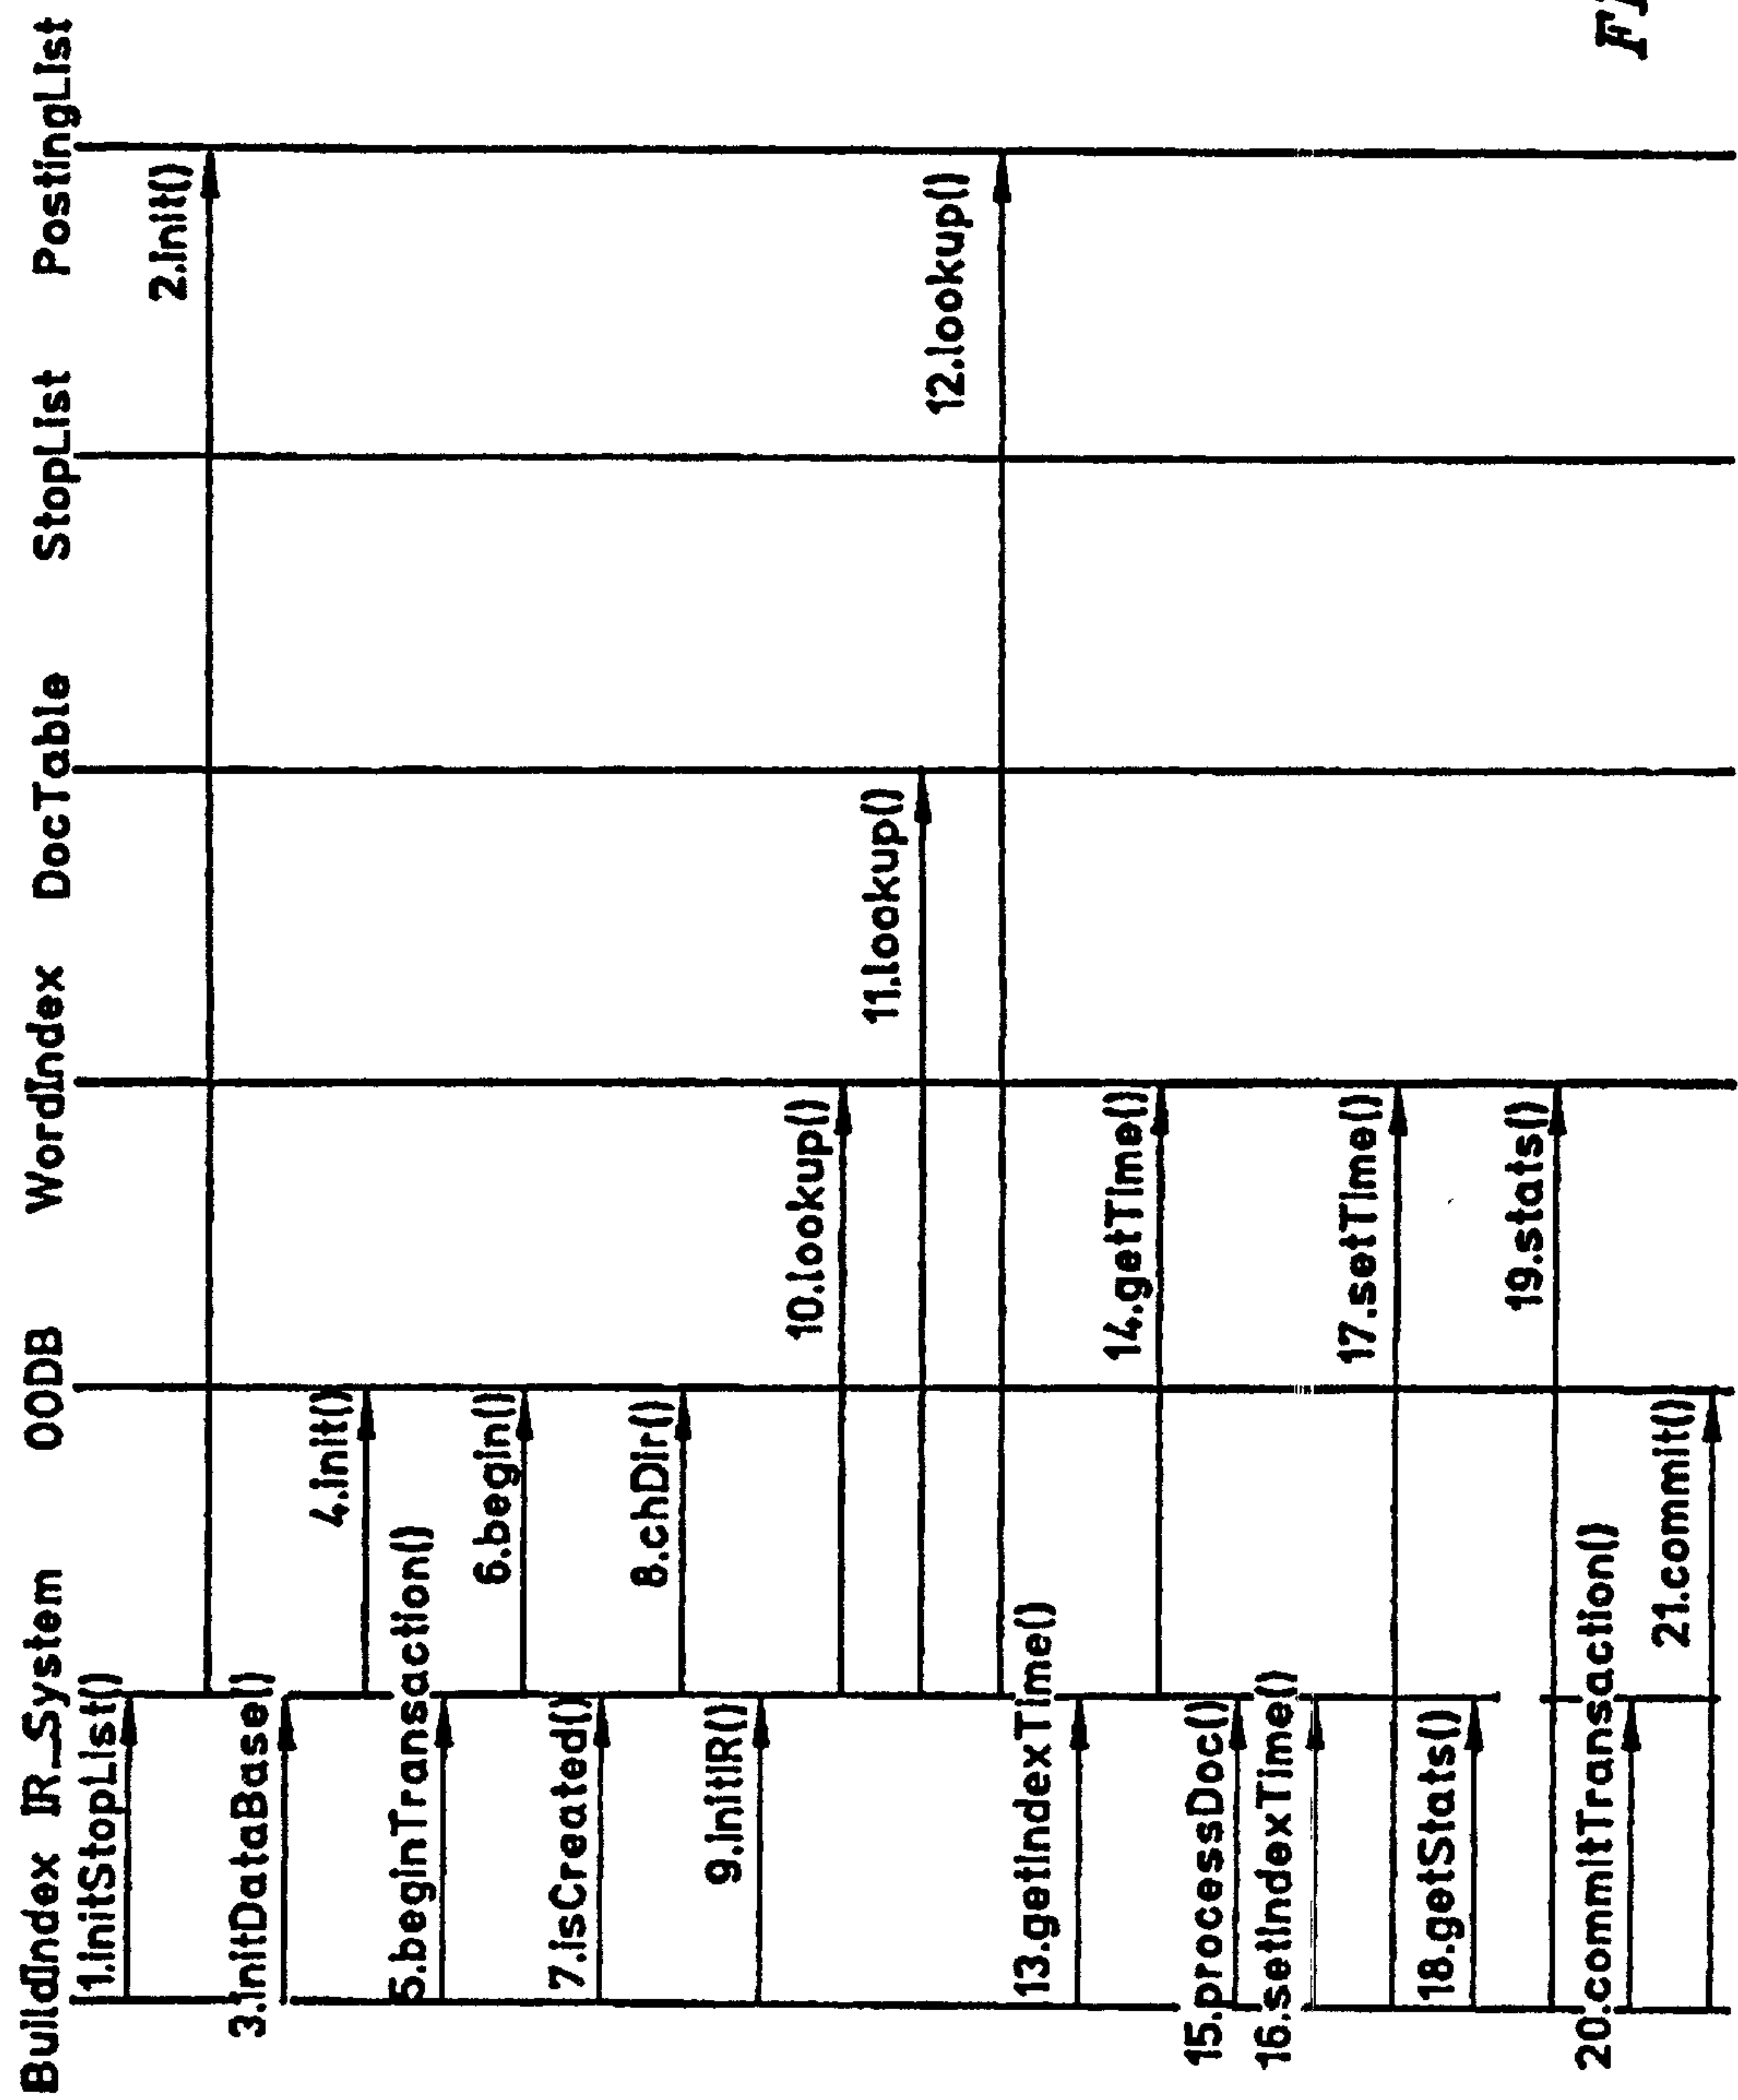 BuildIndex IR_System OODB WordIndex DocTable StopList PostingList
1.initStopList()
2.init()
3.initDataBase()
4.init()
5.beginTransaction()
6.begin()
7.isCreated()
8.chDir()
9.initIR()
10.lookup()
11.lookup()
12.lookup()
13.getIndexTime()
14.getTime()
15.processDoc()
16.setIndexTime()
17.setTime()
18.getStats()
19.stats()
20.commitTransaction()
21.commit()